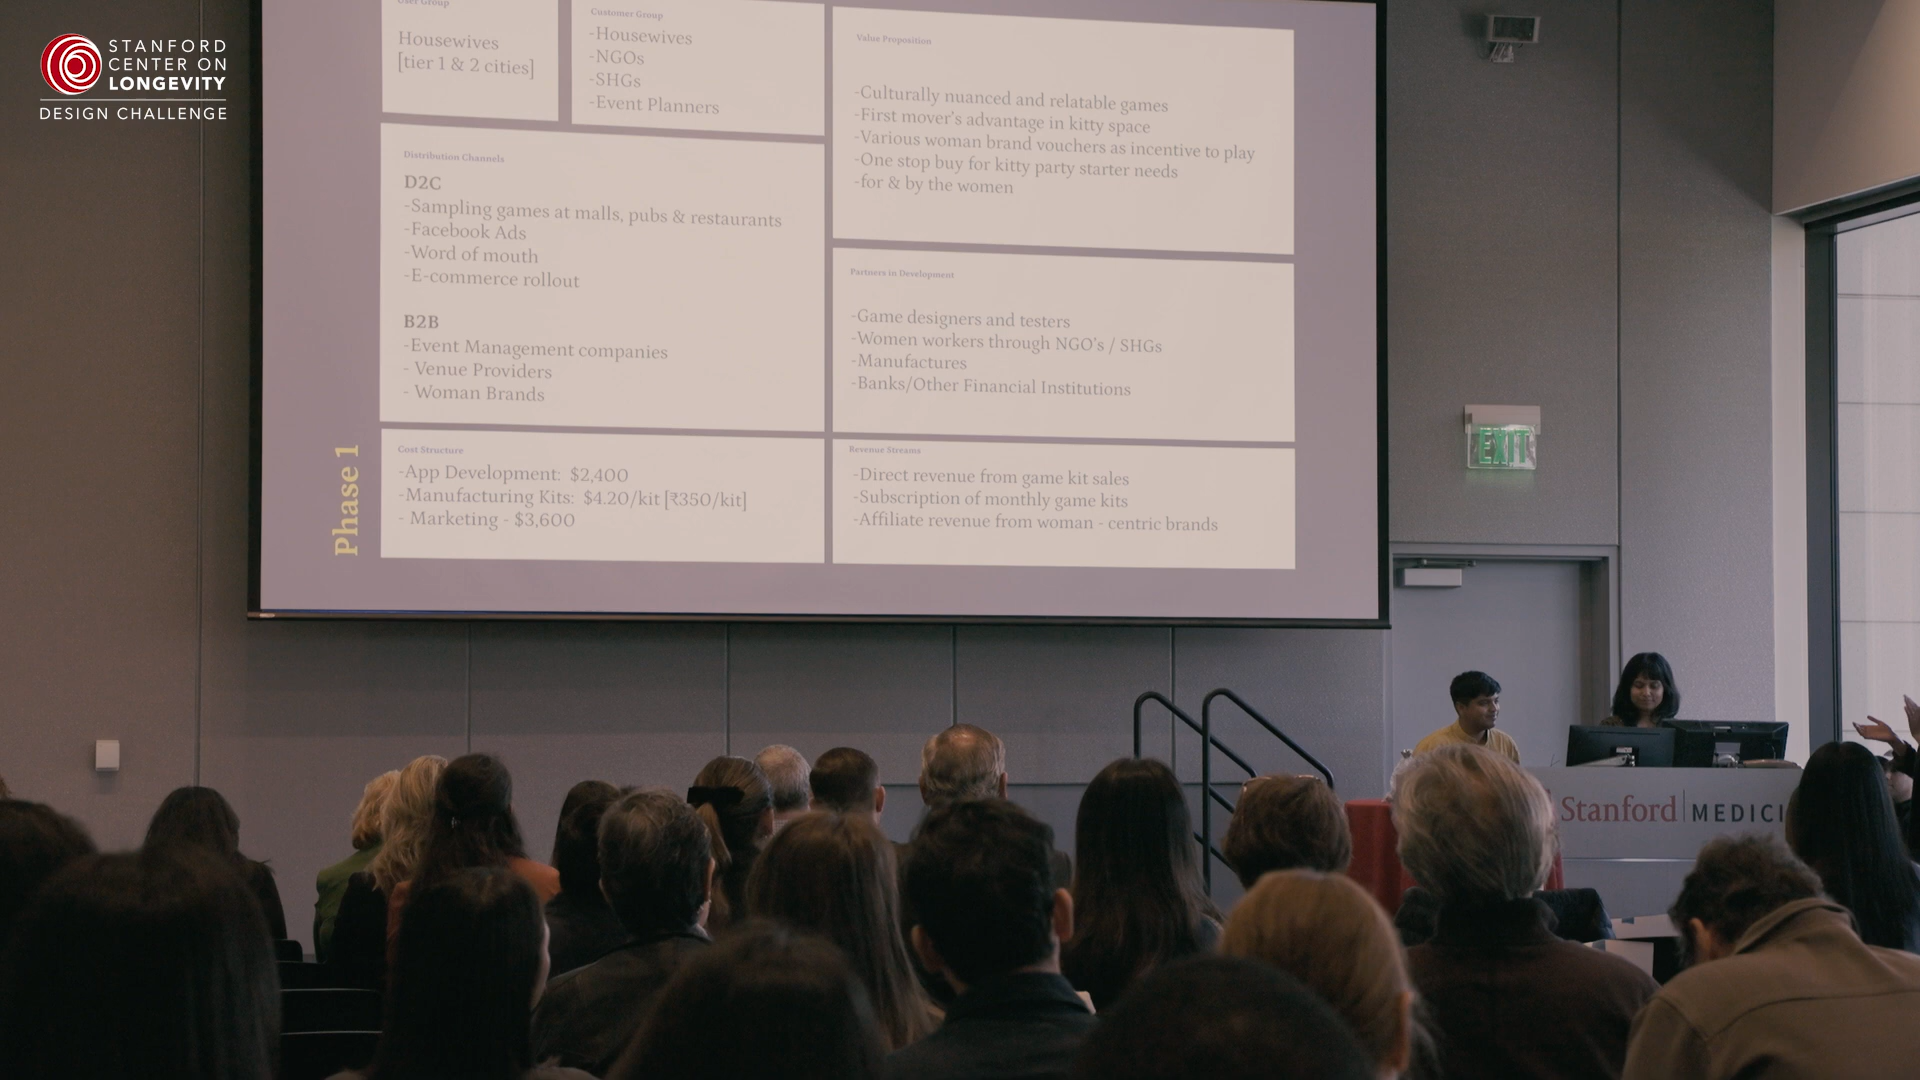 STANFORD
CENTER ON
LONGEVITY
DESIGN CHALLENGE
User Group
Housewives
[tier 1 & 2 cities]
Customer Group
-Housewives
-NGOs
-SHGs
-Event Planners
Value Proposition
-Culturally nuanced and relatable games
-First mover's advantage in kitty space
-Various woman brand vouchers as incentive to play
-One stop buy for kitty party starter needs
-for & by the women
Distribution Channels
D2C
-Sampling games at malls, pubs & restaurants
-Facebook Ads
-Word of mouth
-E-commerce rollout
B2B
-Event Management companies
- Venue Providers
- Woman Brands
Partners in Development
-Game designers and testers
-Women workers through NGO's / SHGs
-Manufactures
-Banks/Other Financial Institutions
Phase 1
Cost Structure
-App Development: $2,400
-Manufacturing Kits: $4.20/kit [₹350/kit]
- Marketing - $3,600
Revenue Streams
-Direct revenue from game kit sales
-Subscription of monthly game kits
-Affiliate revenue from woman - centric brands
EXIT
Stanford MEDICI